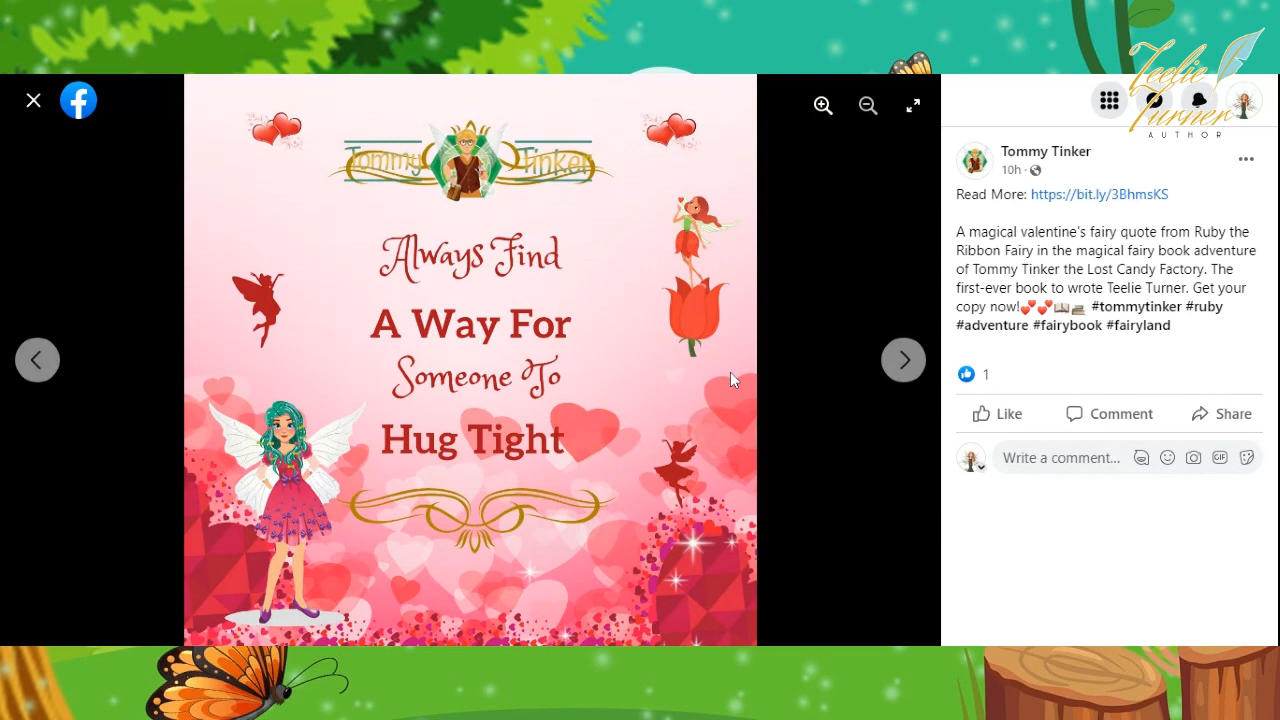 Teelie
Turner
AUTHOR
Tommy Tinker
Always Find
A Way For
Someone To
Hug Tight
Tommy Tinker
10h ·
Read More: https://bit.ly/3BhmsKS
A magical valentine's fairy quote from Ruby the
Ribbon Fairy in the magical fairy book adventure
of Tommy Tinker the Lost Candy Factory. The
first-ever book to wrote Teelie Turner. Get your
copy now!💕💕📖📚 #tommytinker #ruby
#adventure #fairybook #fairyland
1
Like Comment Share
Write a comment... GIF